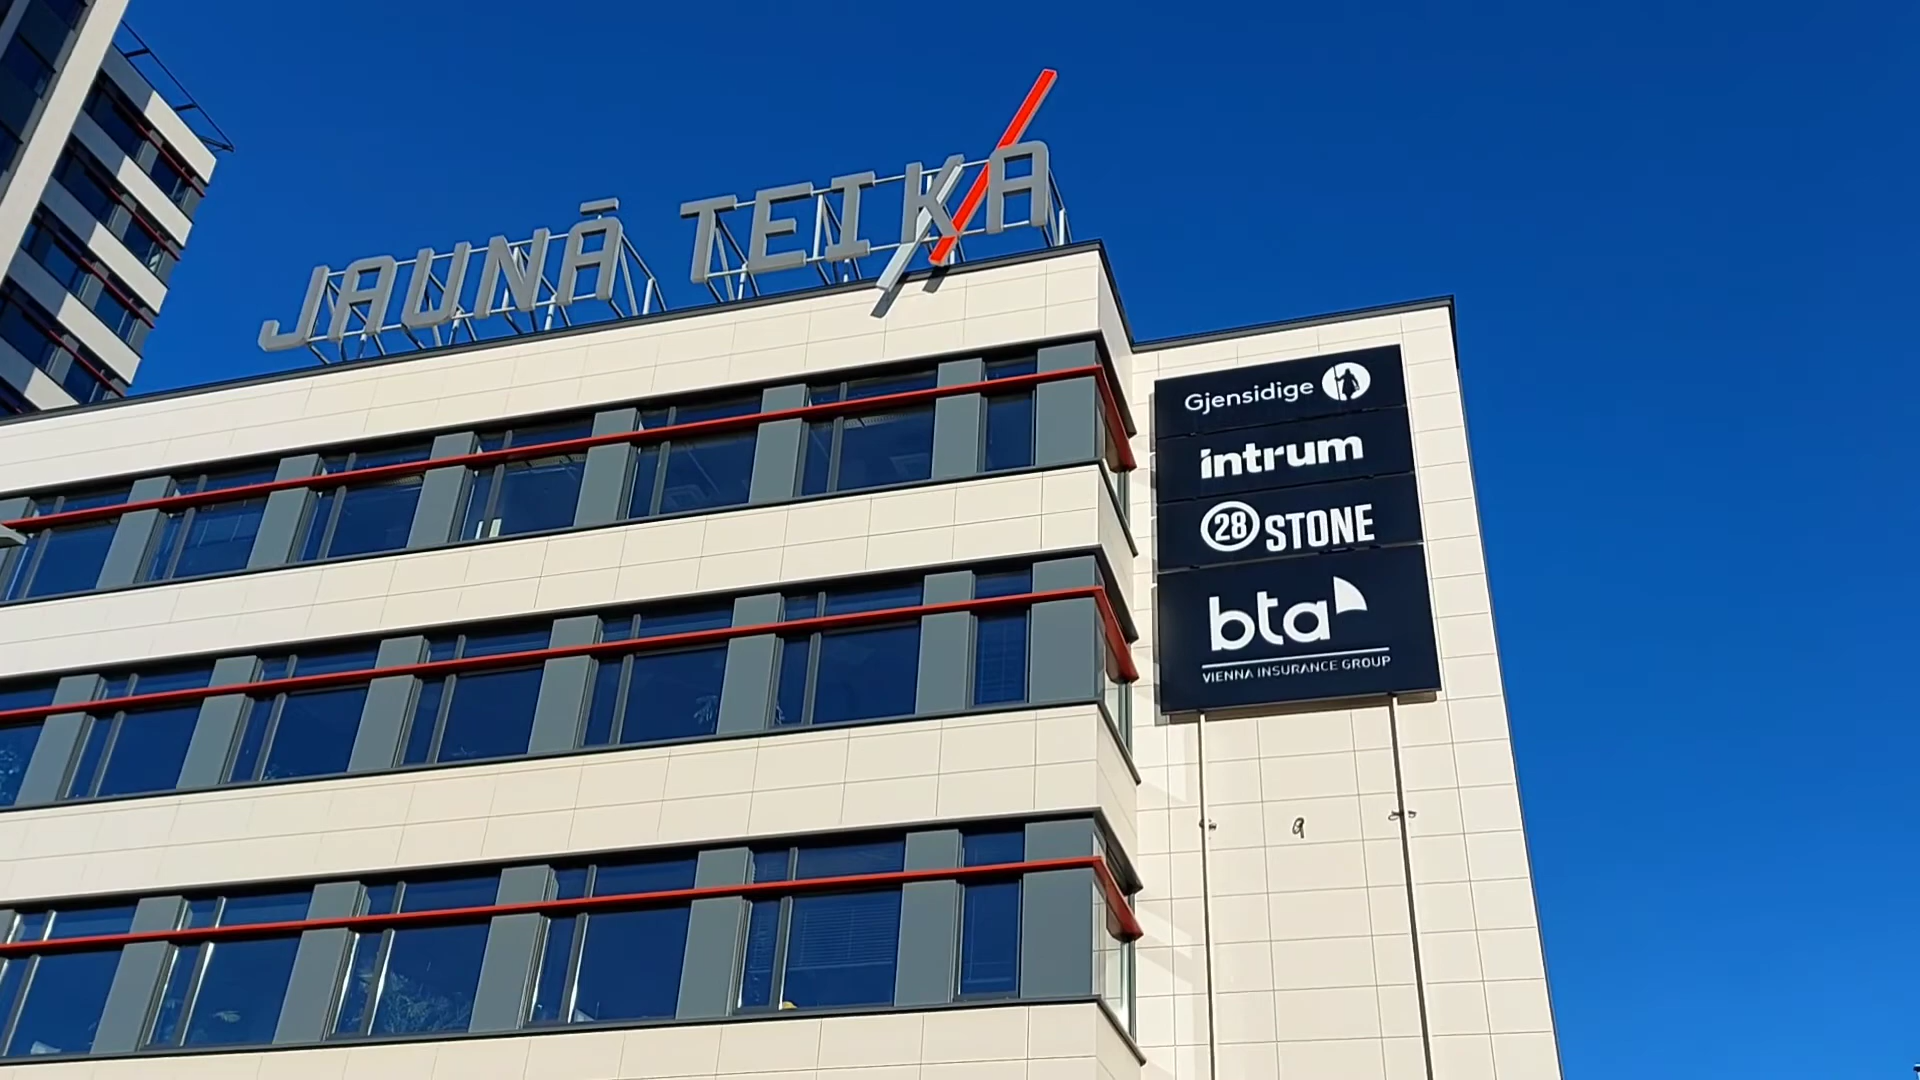 JAUNĀ TEIKA
Gjensidige
intrum
28 STONE
bta
VIENNA INSURANCE GROUP